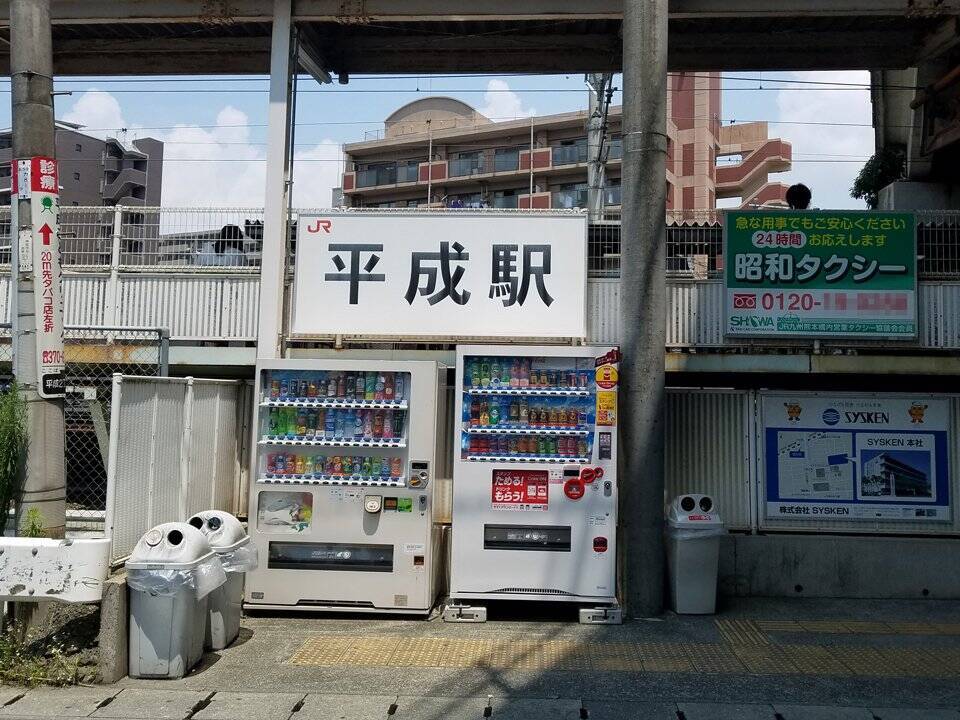 JR
平成駅
診療
20m先タバコ店左折
☎370-
急な用事でもご安心ください
24時間 お応えします
昭和タクシー
0120-
SHOWA
JR九州熊本構内営業タクシー協議会会員
SYSKEN
SYSKEN 本社
株式会社 SYSKEN
ためる!
もらう!